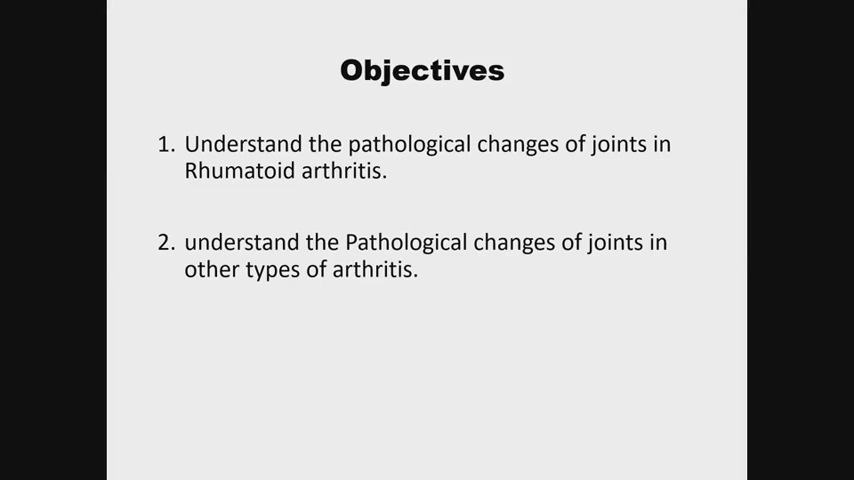 Objectives
1. Understand the pathological changes of joints in
Rhumatoid arthritis.
2. understand the Pathological changes of joints in
other types of arthritis.